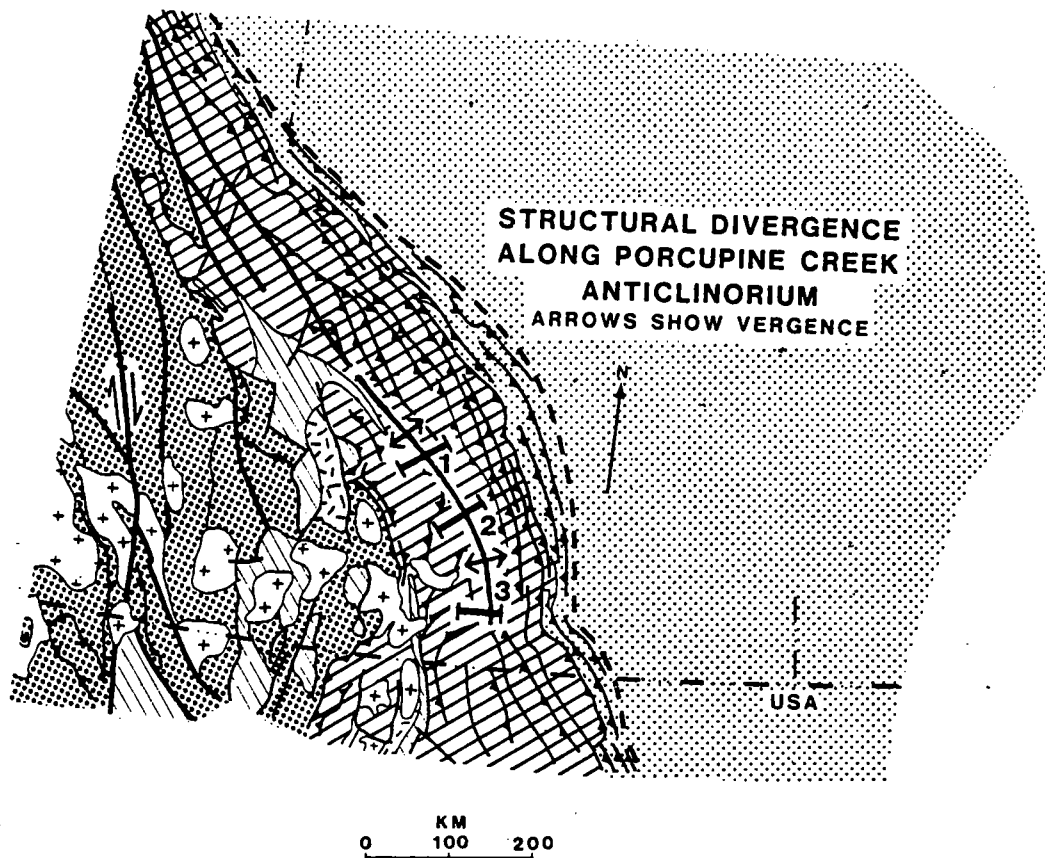 STRUCTURAL DIVERGENCE
ALONG PORCUPINE CREEK
ANTICLINORIUM
ARROWS SHOW VERGENCE
N
1
2
3
USA
KM
0 100 200